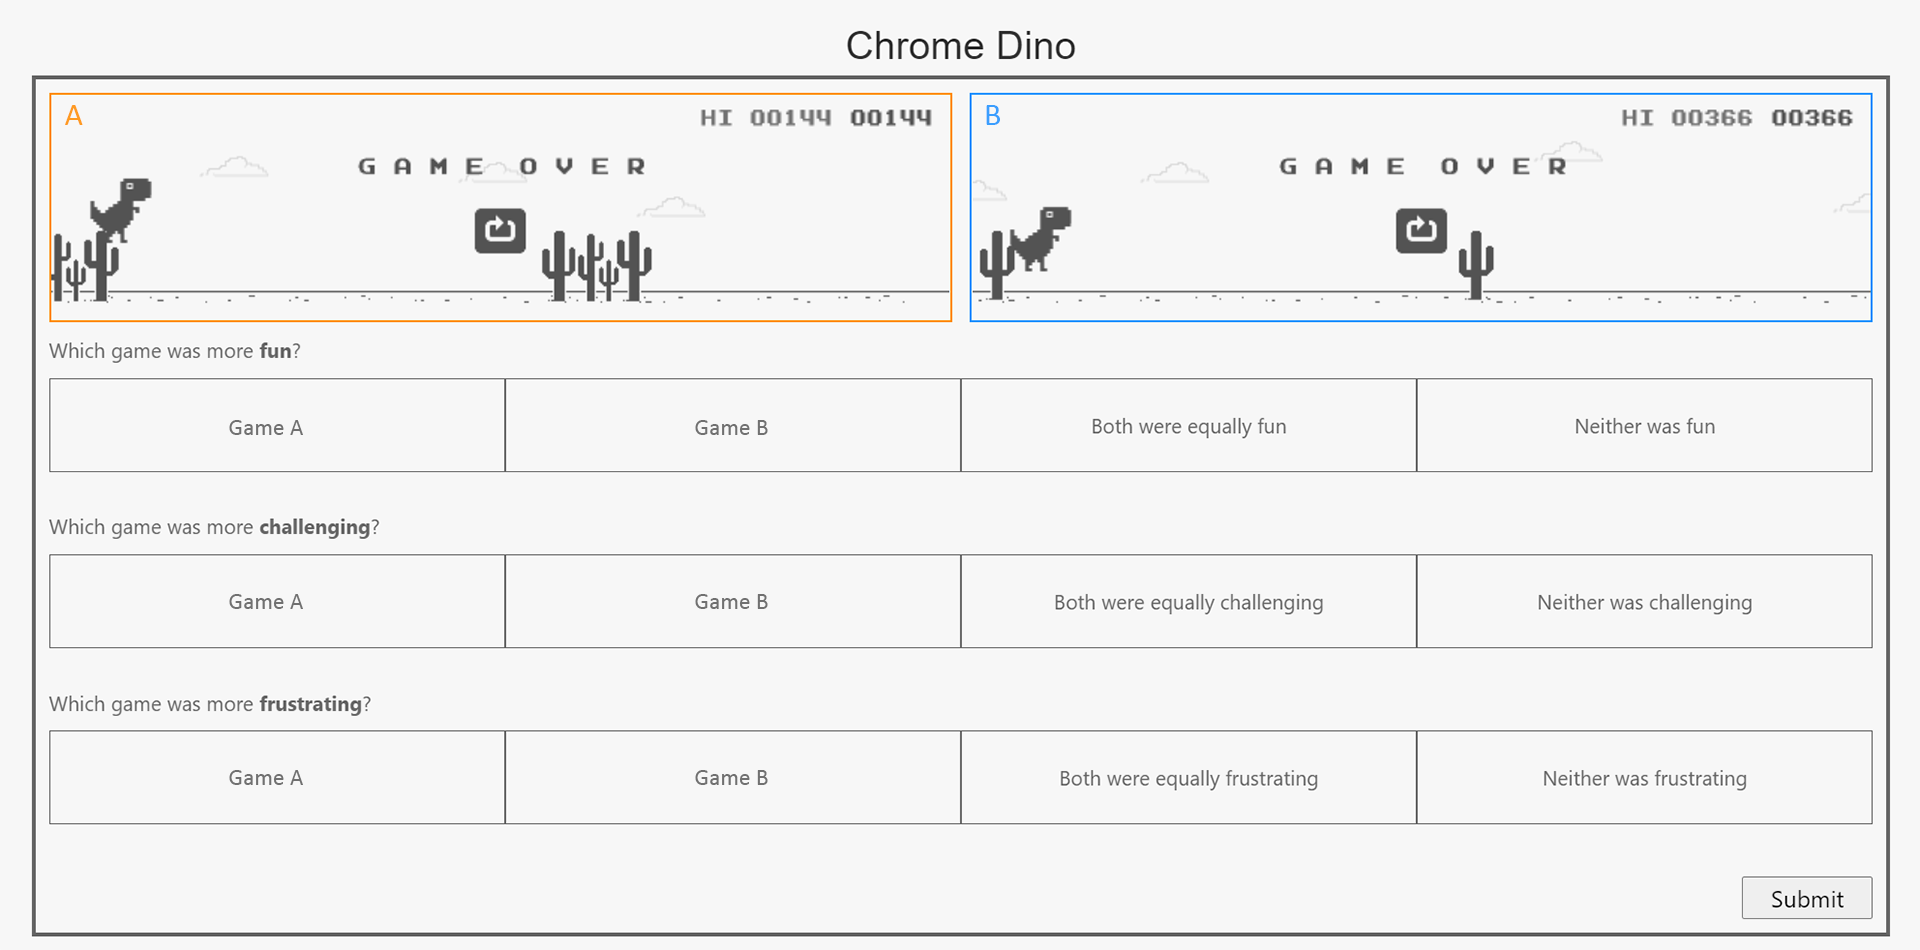 Chrome Dino
A
HI 00144 00144
GAME OVER
B
HI 00366 00366
GAME OVER
Which game was more fun?
Game A
Game B
Both were equally fun
Neither was fun
Which game was more challenging?
Game A
Game B
Both were equally challenging
Neither was challenging
Which game was more frustrating?
Game A
Game B
Both were equally frustrating
Neither was frustrating
Submit